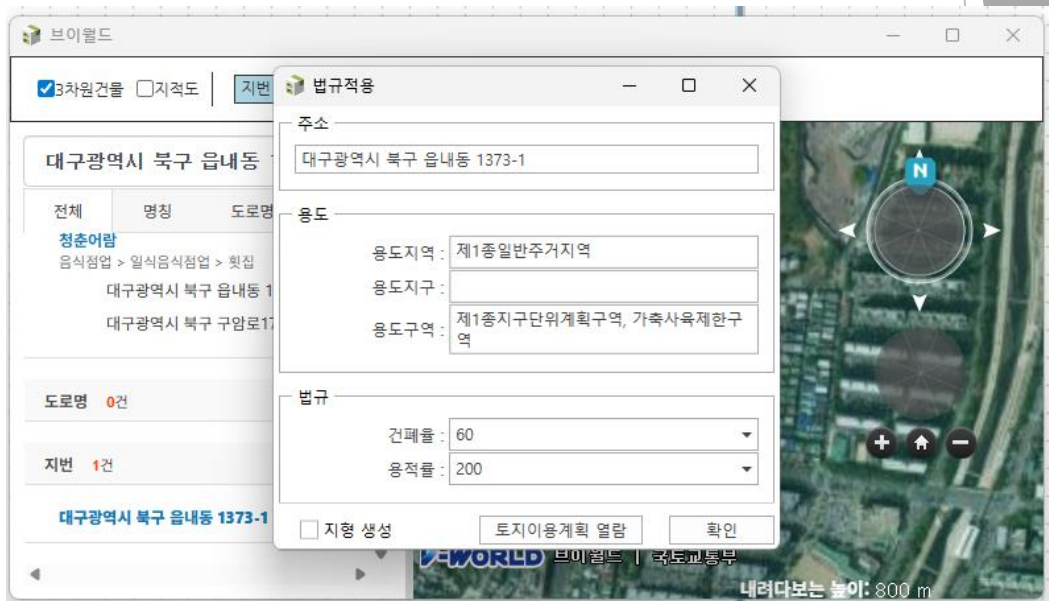 브이월드
3차원건물 지적도 지번
대구광역시 북구 읍내동
전체 명칭 도로명
청춘어람
음식점업 > 일식음식점업 > 횟집
대구광역시 북구 읍내동 1
대구광역시 북구 구암로17
도로명 0건
지번 1건
대구광역시 북구 읍내동 1373-1
법규적용
주소
대구광역시 북구 읍내동 1373-1
용도
용도지역 : 제1종일반주거지역
용도지구 :
용도구역 : 제1종지구단위계획구역, 가축사육제한구
역
법규
건폐율 : 60
용적률 : 200
지형 생성 토지이용계획 열람 확인
N
V-WORLD 브이월드 | 국토교통부
내려다보는 높이: 800 m